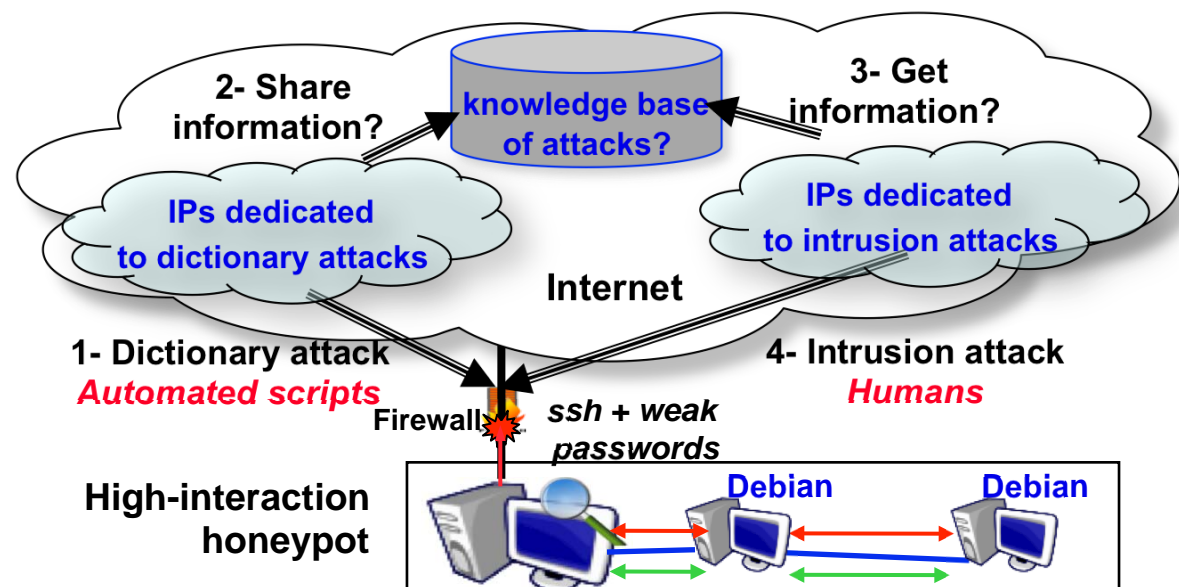 2- Share
information?
knowledge base
of attacks?
3- Get
information?
IPs dedicated
to dictionary attacks
IPs dedicated
to intrusion attacks
Internet
1- Dictionary attack
Automated scripts
4- Intrusion attack
Humans
Firewall
ssh + weak
passwords
High-interaction
honeypot
Debian
Debian